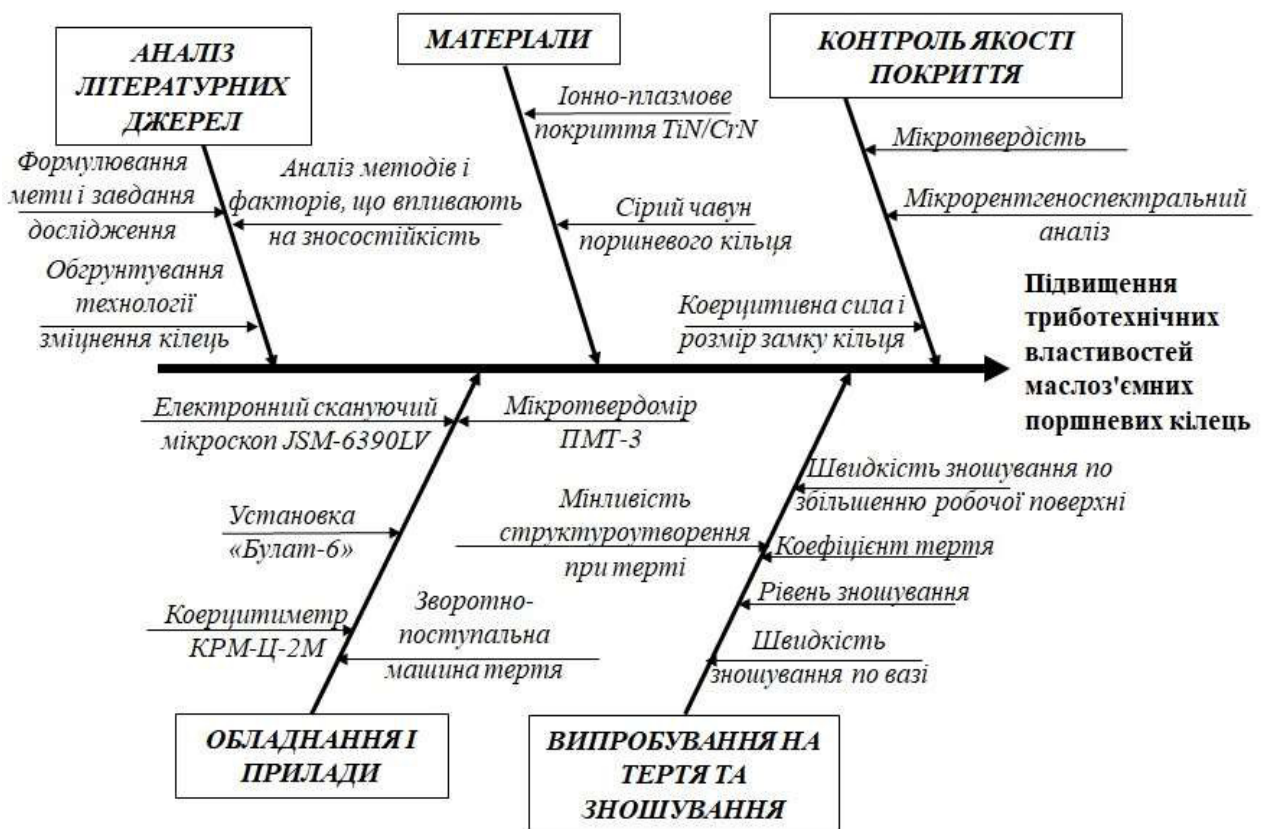 АНАЛІЗ
ЛІТЕРАТУРНИХ
ДЖЕРЕЛ
МАТЕРІАЛИ
КОНТРОЛЬ ЯКОСТІ
ПОКРИТТЯ
Формулювання
мети і завдання
дослідження
Аналіз методів і
факторів, що впливають
на зносостійкість
Обгрунтування
технології
зміцнення кілець
Іонно-плазмове
покриття TiN/CrN
Сірий чавун
поршневого кільця
Мікротвердість
Мікрорентгеноспектральний
аналіз
Коерцитивна сила і
розмір замку кільця
Підвищення
триботехнічних
властивостей
маслоз'ємних
поршневих кілець
Електронний скануючий
мікроскоп JSM-6390LV
Мікротвердомір
ПМТ-3
Установка
«Булат-6»
Коерцитиметр
КРМ-Ц-2М
Зворотно-
поступальна
машина тертя
Мінливість
структуроутворення
при терті
Швидкість зношування по
збільшенню робочої поверхні
Коефіцієнт тертя
Рівень зношування
Швидкість
зношування по вазі
ОБЛАДНАННЯ І
ПРИЛАДИ
ВИПРОБУВАННЯ НА
ТЕРТЯ ТА
ЗНОШУВАННЯ